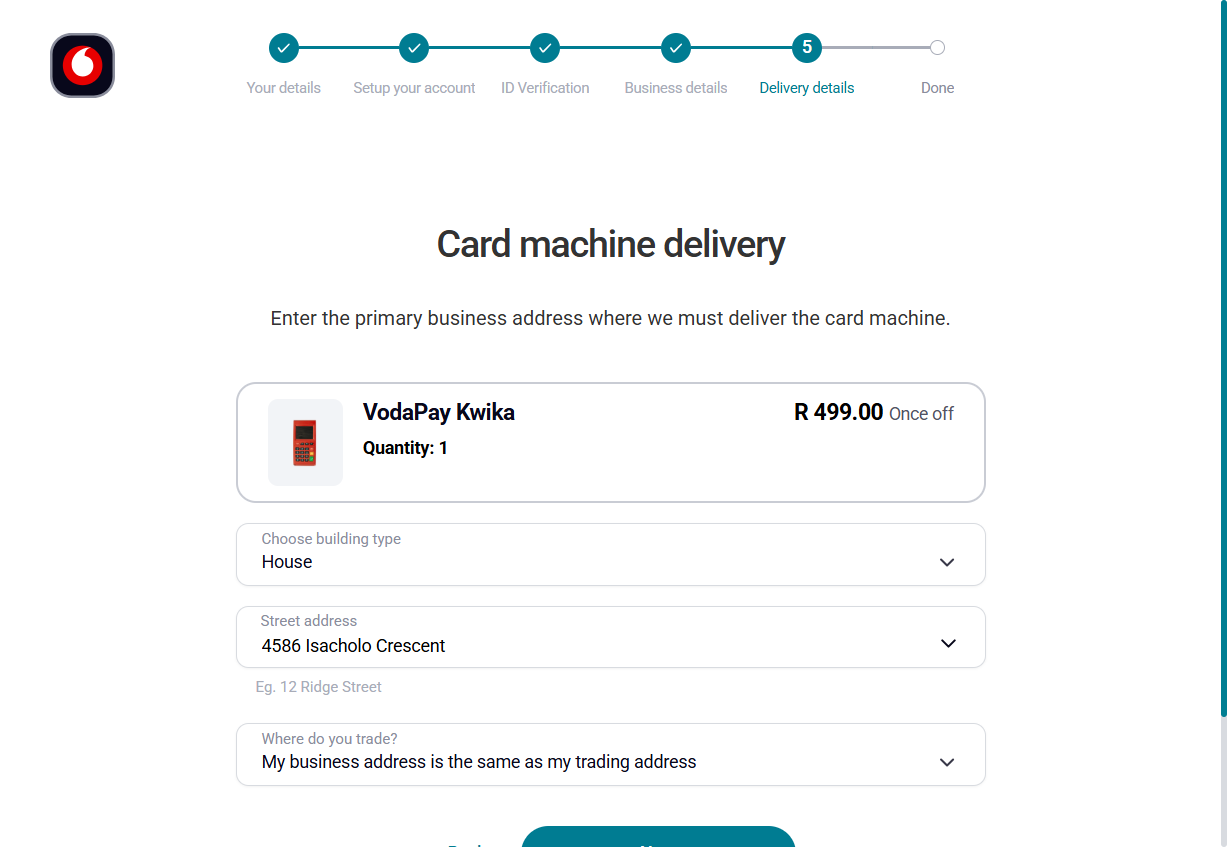 5
Your details
Setup your account
ID Verification
Business details
Delivery details
Done
Card machine delivery
Enter the primary business address where we must deliver the card machine.
VodaPay Kwika
R 499.00 Once off
Quantity: 1
Choose building type
House
Street address
4586 Isacholo Crescent
Eg. 12 Ridge Street
Where do you trade?
My business address is the same as my trading address